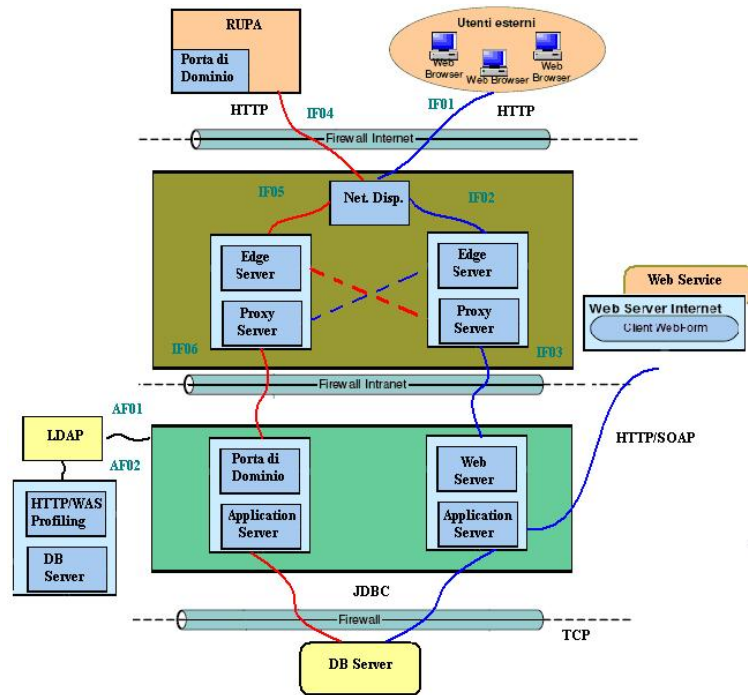 RUPA
Porta di
Dominio
Utenti esterni
Web
Browser
Web Browser
Web
Browser
HTTP
IF04
IF01
HTTP
Firewall Internet
IF05
Net. Disp.
IF02
Edge
Server
Proxy
Server
Edge
Server
Proxy
Server
IF06
IF03
Web Service
Web Server Internet
Client WebForm
Firewall Intranet
AF01
LDAP
AF02
HTTP/WAS
Profiling
DB
Server
Porta di
Dominio
Application
Server
Web
Server
Application
Server
HTTP/SOAP
JDBC
Firewall
TCP
DB Server